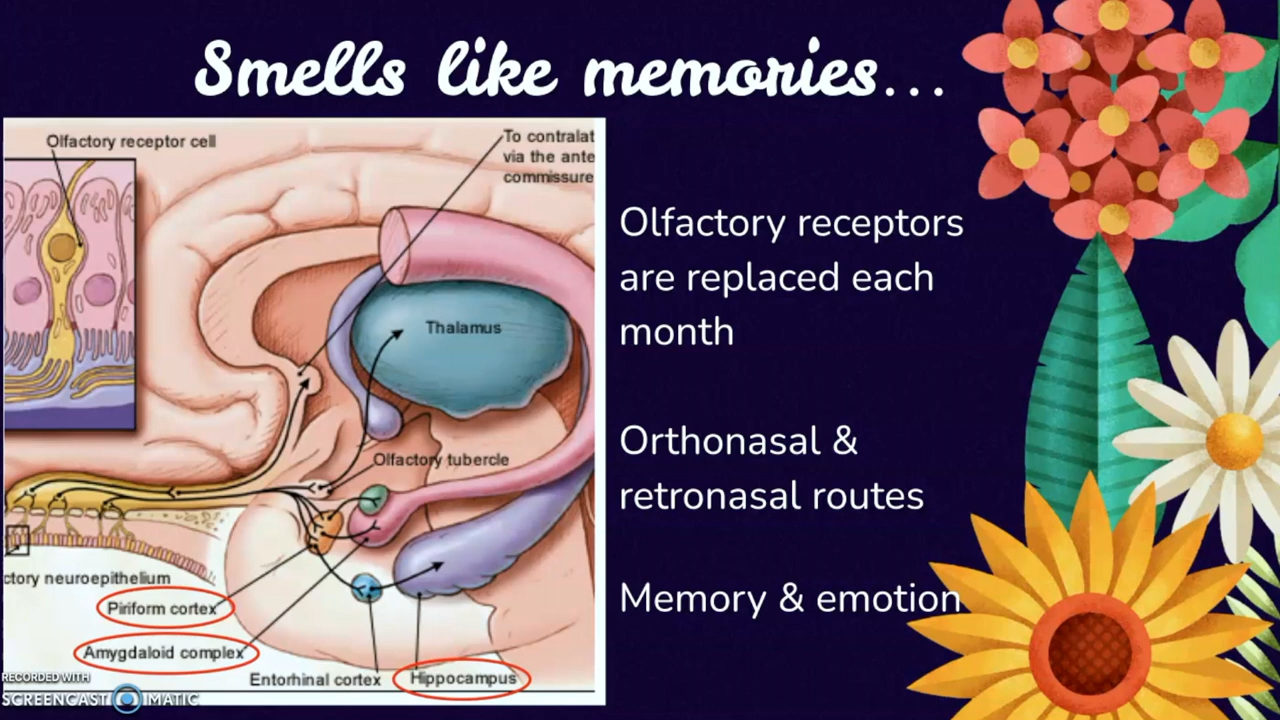 Smells like memories...
Olfactory receptor cell
To contralat
via the ante
commissure
Thalamus
Olfactory tubercle
ctory neuroepithelium
Piriform cortex
Amygdaloid complex
Entorhinal cortex
Hippocampus
Olfactory receptors
are replaced each
month
Orthonasal &
retronasal routes
Memory & emotion
RECORDED WITH
SCREENCAST MATIC